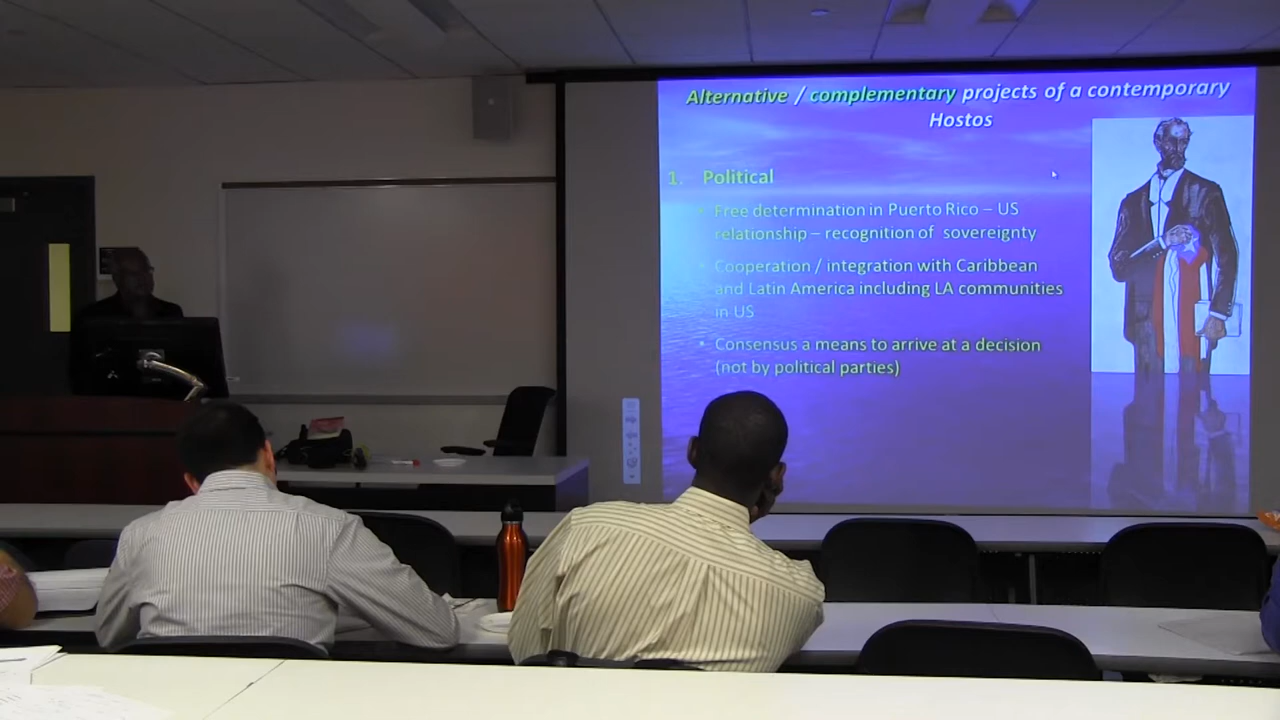 Alternative / complementary projects of a contemporary
Hostos
1. Political
• Free determination in Puerto Rico – US
relationship – recognition of sovereignty
• Cooperation / integration with Caribbean
and Latin America including LA communities
in US
• Consensus a means to arrive at a decision
(not by political parties)